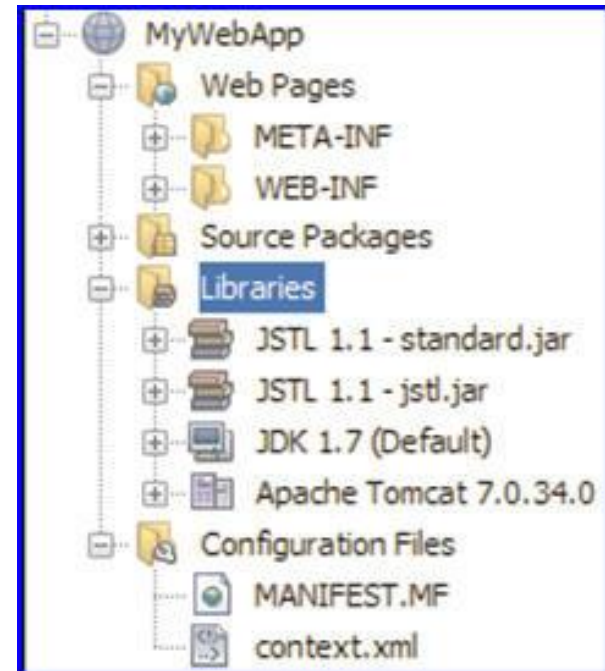 MyWebApp
Web Pages
META-INF
WEB-INF
Source Packages
Libraries
JSTL 1.1 - standard.jar
JSTL 1.1 - jstl.jar
JDK 1.7 (Default)
Apache Tomcat 7.0.34.0
Configuration Files
MANIFEST.MF
context.xml